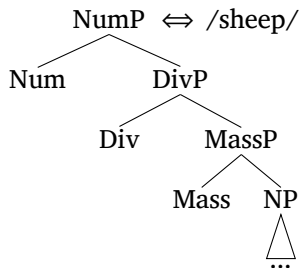 NumP ⇔ /sheep/
Num DivP
Div MassP
Mass NP
...